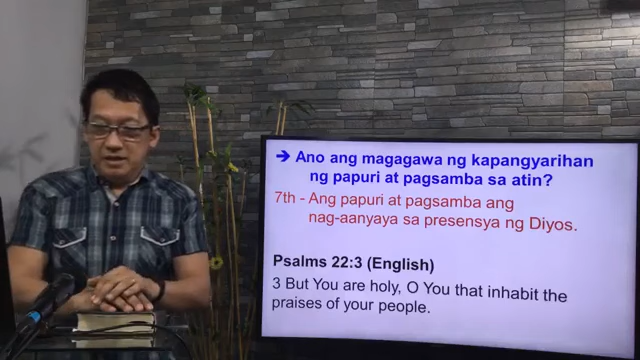 ➔ Ano ang magagawa ng kapangyarihan
ng papuri at pagsamba sa atin?
7th - Ang papuri at pagsamba ang
nag-aanyaya sa presensya ng Diyos.
Psalms 22:3 (English)
3 But You are holy, O You that inhabit the
praises of your people.